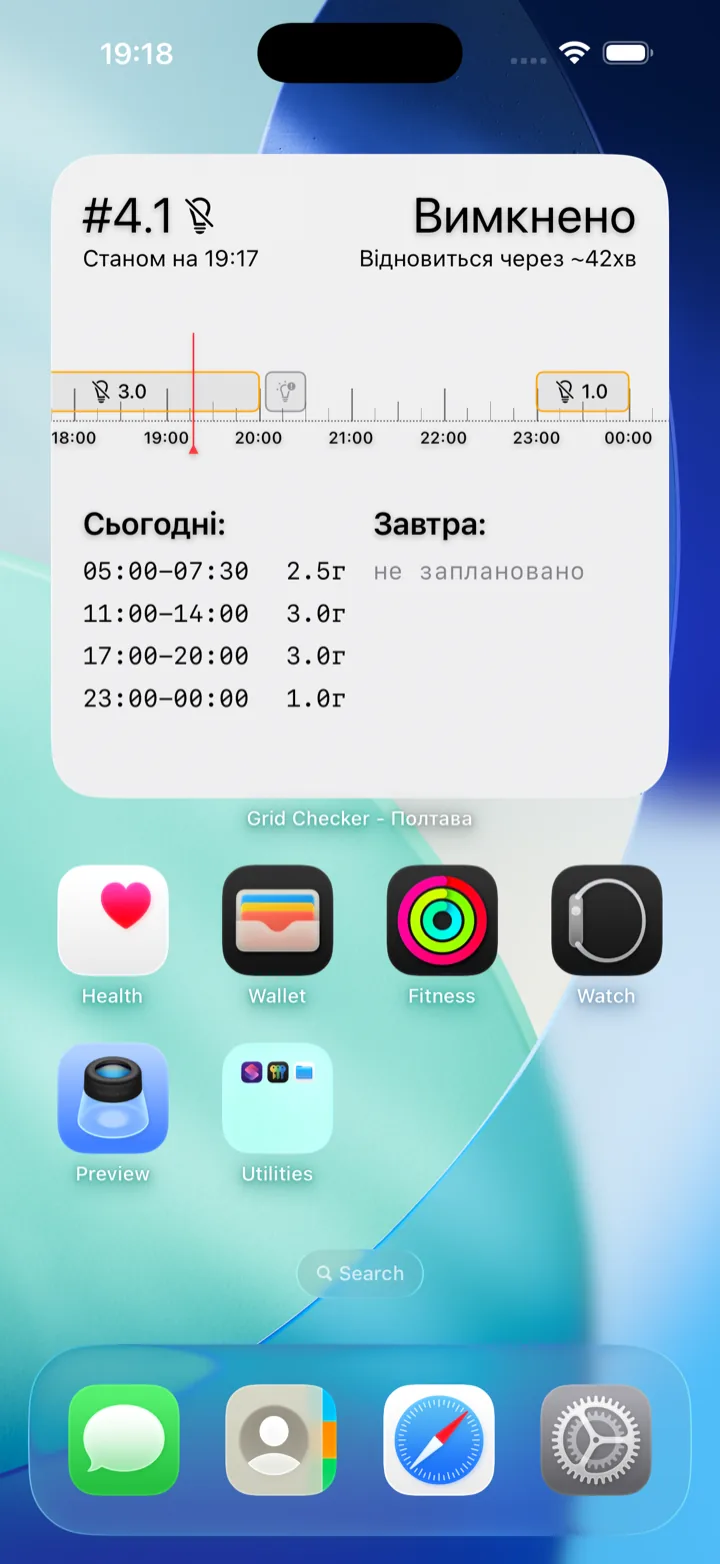 19:18
#4.1
Вимкнено
Станом на 19:17
Відновиться через ~42хв
3.0
1.0
18:00 19:00 20:00 21:00 22:00 23:00 00:00
Сьогодні:
Завтра:
05:00–07:30 2.5г
не заплановано
11:00–14:00 3.0г
17:00–20:00 3.0г
23:00–00:00 1.0г
Grid Checker - Полтава
Health
Wallet
Fitness
Watch
Preview
Utilities
Search